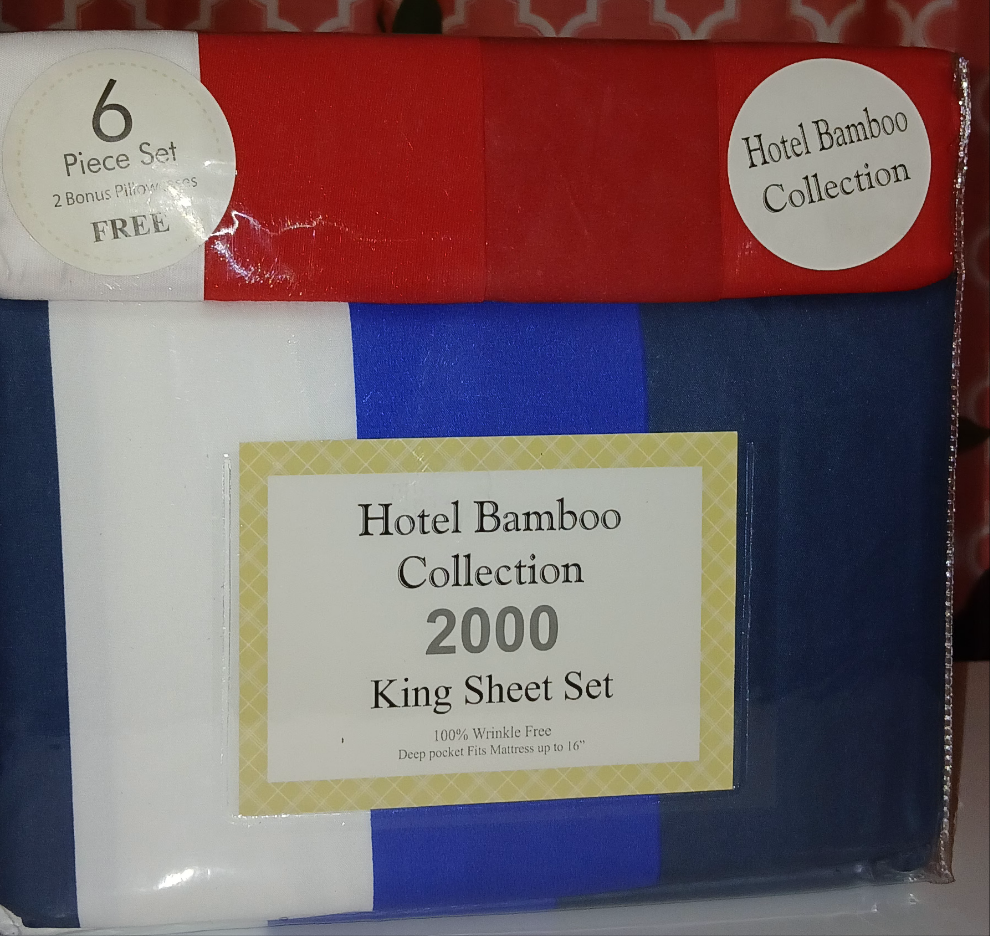 6
Piece Set
2 Bonus
FREE
Hotel Bamboo
Collection
Hotel Bamboo
Collection
2000
King Sheet Set
100% Wrinkle Free
Deep pocket Fits Mattress up to 16”